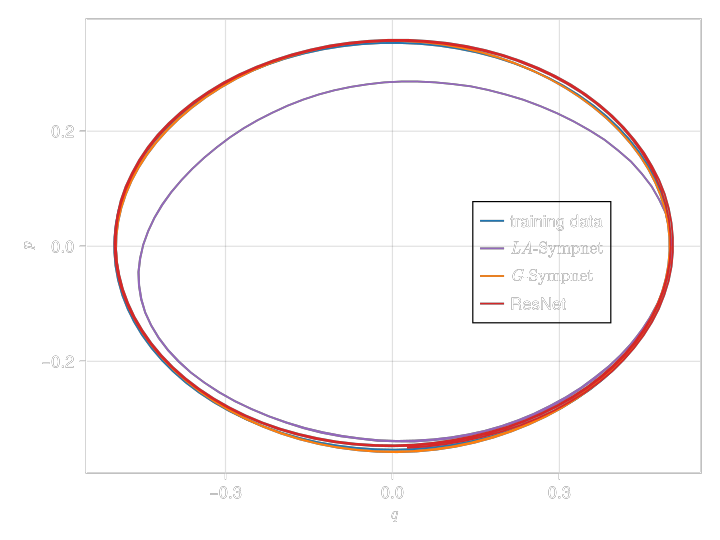 0.2
0.0
−0.2
p
training data
LA-Sympnet
G-Sympnet
ResNet
−0.3
0.0
0.3
q